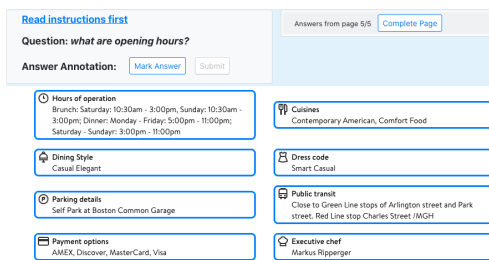 Read instructions first
Question: what are opening hours?
Answer Annotation: Mark Answer Submit
Answers from page 5/5 Complete Page
Hours of operation
Brunch: Saturday: 10:30am - 3:00pm, Sunday: 10:30am -
3:00pm; Dinner: Monday - Friday: 5:00pm - 11:00pm;
Saturday - Sundayr: 3:00pm - 11:00pm
Cuisines
Contemporary American, Comfort Food
Dining Style
Casual Elegant
Dress code
Smart Casual
Parking details
Self Park at Boston Common Garage
Public transit
Close to Green Line stops of Arlington street and Park
street. Red Line stop Charles Street /MGH
Payment options
AMEX, Discover, MasterCard, Visa
Executive chef
Markus Ripperger